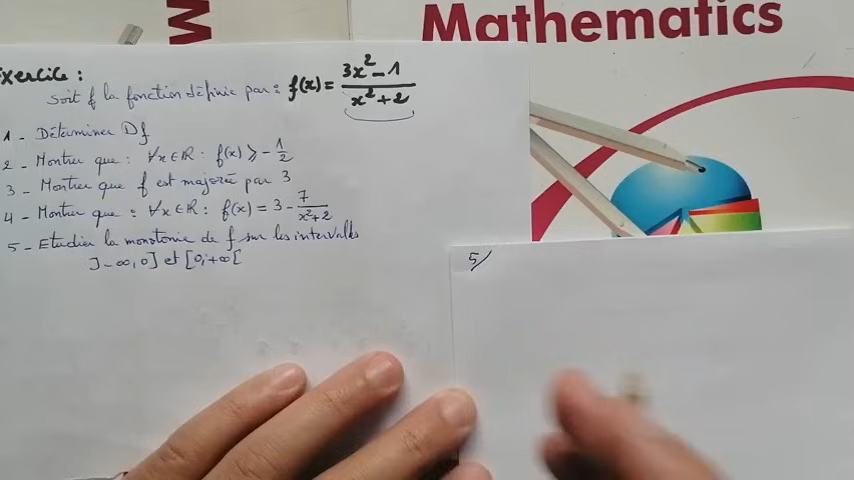 Mathematics
Exercice :
Soit f la fonction définie par : f(x) = (3x² - 1)/(x² + 2)
1 - Déterminer Df
2 - Montrer que : ∀x∈ℝ : f(x) ⩾ -1/2
3 - Montrer que f est majorée par 3
4 - Montrer que : ∀x∈ℝ : f(x) = 3 - 7/(x²+2)
5 - Etudier la monotonie de f sur les intervalles
]-∞, 0] et [0, +∞[
5/